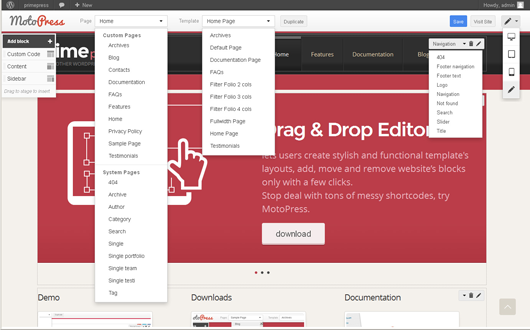 primepress
+ New
Howdy, admin
MotoPress
Page
Home
Template
Home Page
Duplicate
Save
Visit Site
Add block +
Custom Code
Content
Sidebar
Drag to stage to insert
Custom Pages
Archives
Blog
Contacts
Documentation
FAQs
Features
Home
Privacy Policy
Sample Page
Testimonials
System Pages
404
Archive
Author
Category
Search
Single
Single portfolio
Single team
Single testi
Tag
Archives
Default Page
Documentation Page
FAQs
Filter Folio 2 cols
Filter Folio 3 cols
Filter Folio 4 cols
Fullwidth Page
Home Page
Testimonials
Home
Features
Documentation
Navigation
404
Footer navigation
Footer text
Logo
Navigation
Not found
Search
Slider
Title
Drag & Drop Editor
lets users create stylish and functional template's
layouts, add, move and remove website's blocks
only with a few clicks.
Stop deal with tons of messy shortcodes, try
MotoPress.
download
Demo
Downloads
Documentation